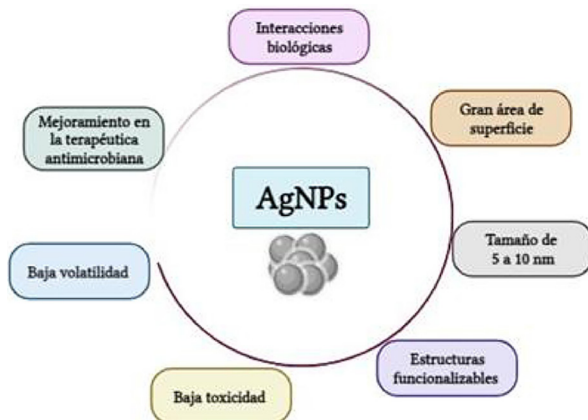 Interacciones
biológicas
Gran área de
superficie
Tamaño de
5 a 10 nm
Estructuras
funcionalizables
Baja toxicidad
Baja volatilidad
Mejoramiento en
la terapéutica
antimicrobiana
AgNPs